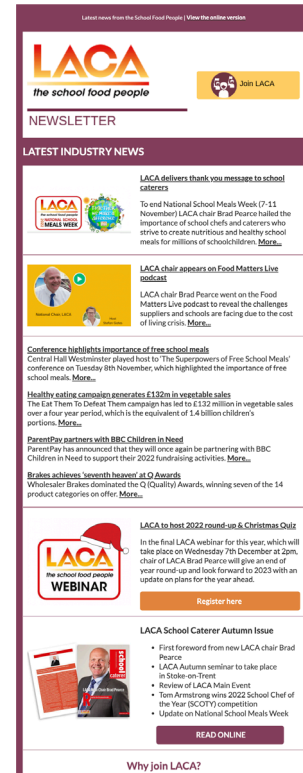 Latest news from the School Food People | View the online version
LACA
the school food people
Join LACA
NEWSLETTER
LATEST INDUSTRY NEWS
LACA delivers thank you message to school
caterers
To end National School Meals Week (7-11
November) LACA chair Brad Pearce hailed the
importance of school chefs and caterers who
strive to create nutritious and healthy school
meals for millions of schoolchildren. More...
LACA
NATIONAL SCHOOL
MEALS WEEK
LACA chair appears on Food Matters Live
podcast
LACA chair Brad Pearce went on the Food
Matters Live podcast to reveal the challenges
suppliers and schools are facing due to the cost
of living crisis. More...
National Chair, LACA
Conference highlights importance of free school meals
Central Hall Westminster played host to 'The Superpowers of Free School Meals'
conference on Tuesday 8th November, which highlighted the importance of free
school meals. More...
Healthy eating campaign generates £132m in vegetable sales
The Eat Them To Defeat Them campaign has led to £132 million in vegetable sales
over a four year period, which is the equivalent of 1.4 billion children's
portions. More...
ParentPay partners with BBC Children in Need
ParentPay has announced that they will once again be partnering with BBC
Children in Need to support their 2022 fundraising activities. More...
Brakes achieves 'seventh heaven' at Q Awards
Wholesaler Brakes dominated the Q (Quality) Awards, winning seven of the 14
product categories on offer. More...
LACA
the school food people
WEBINAR
LACA to host 2022 round-up & Christmas Quiz
In the final LACA webinar for this year, which will
take place on Wednesday 7th December at 2pm,
chair of LACA Brad Pearce will give an end of
year round-up and look forward to 2023 with an
update on plans for the year ahead.
Register here
LACA School Caterer Autumn Issue
• First foreword from new LACA chair Brad
Pearce
• LACA Autumn seminar to take place
in Stoke-on-Trent
• Review of LACA Main Event
• Tom Armstrong wins 2022 School Chef of
the Year (SCOTY) competition
• Update on National School Meals Week
school
caterer
READ ONLINE
Why join LACA?